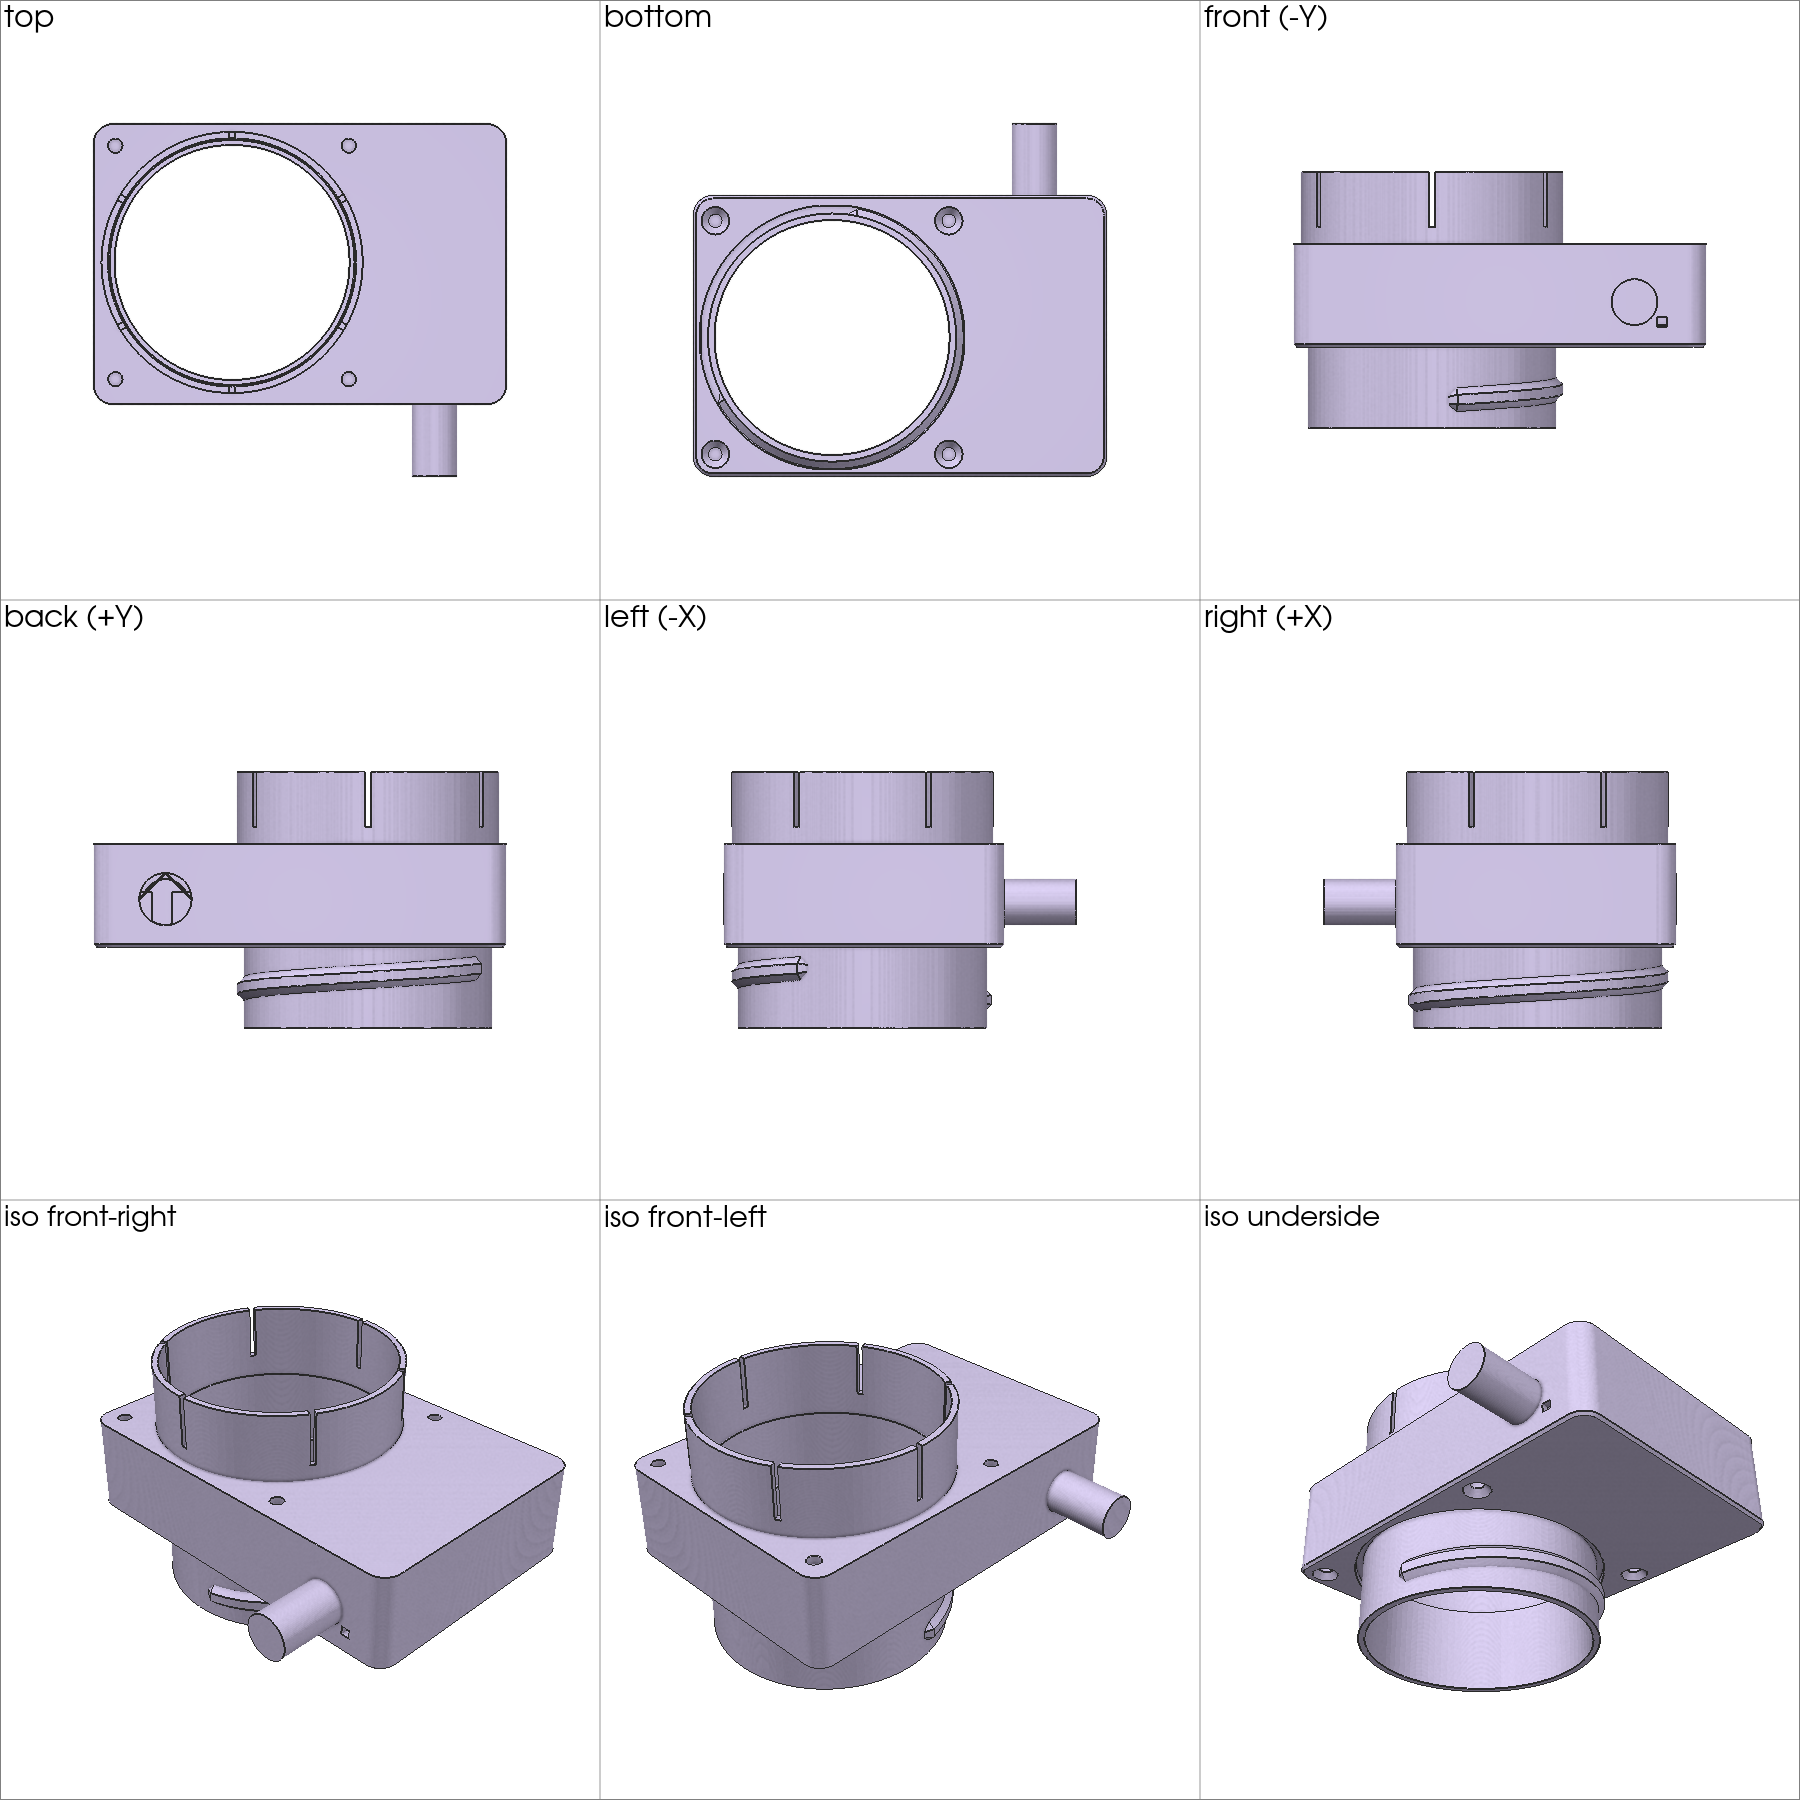 top
bottom
front (-Y)
back (+Y)
left (-X)
right (+X)
iso front-right
iso front-left
iso underside